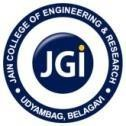 JAIN COLLEGE OF ENGINEERING & RESEARCH
JGi
• UDYAMBAG, BELAGAVI •